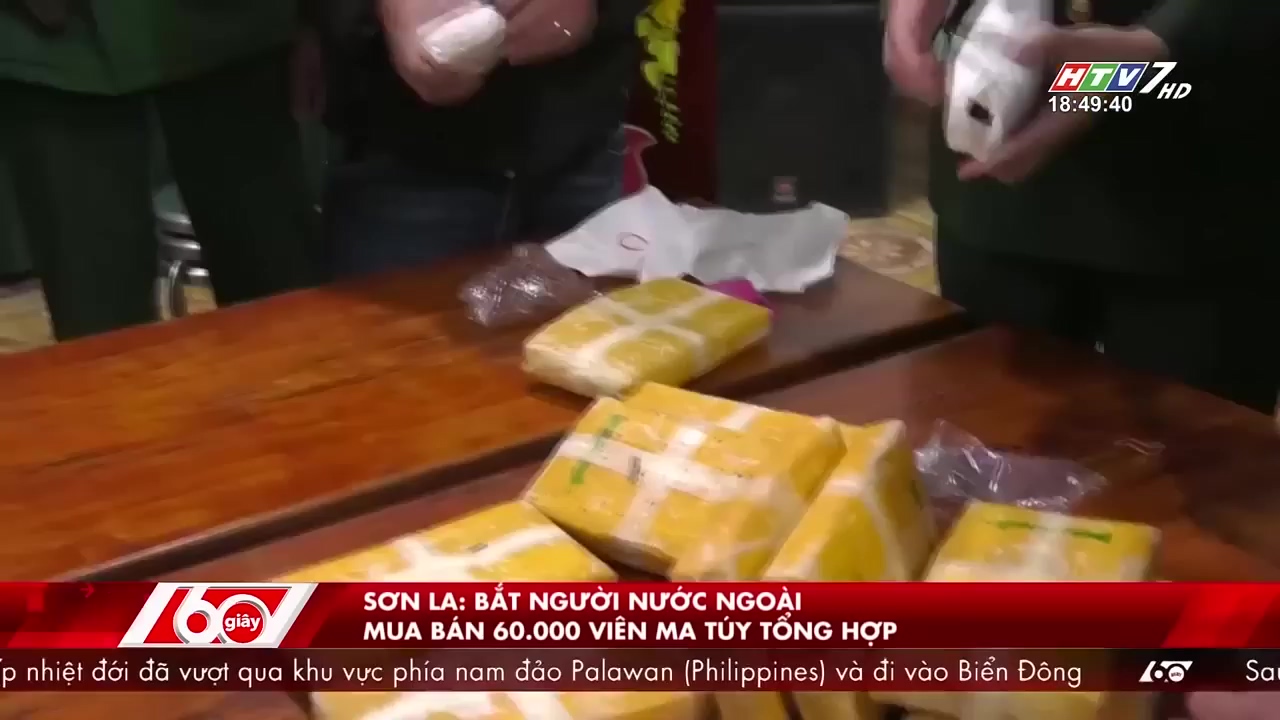 HTV7 HD
18:49:40
60 giây
SƠN LA: BẮT NGƯỜI NƯỚC NGOÀI
MUA BÁN 60.000 VIÊN MA TÚY TỔNG HỢP
nhiệt đới đã vượt qua khu vực phía nam đảo Palawan (Philippines) và đi vào Biển Đông
60 giây